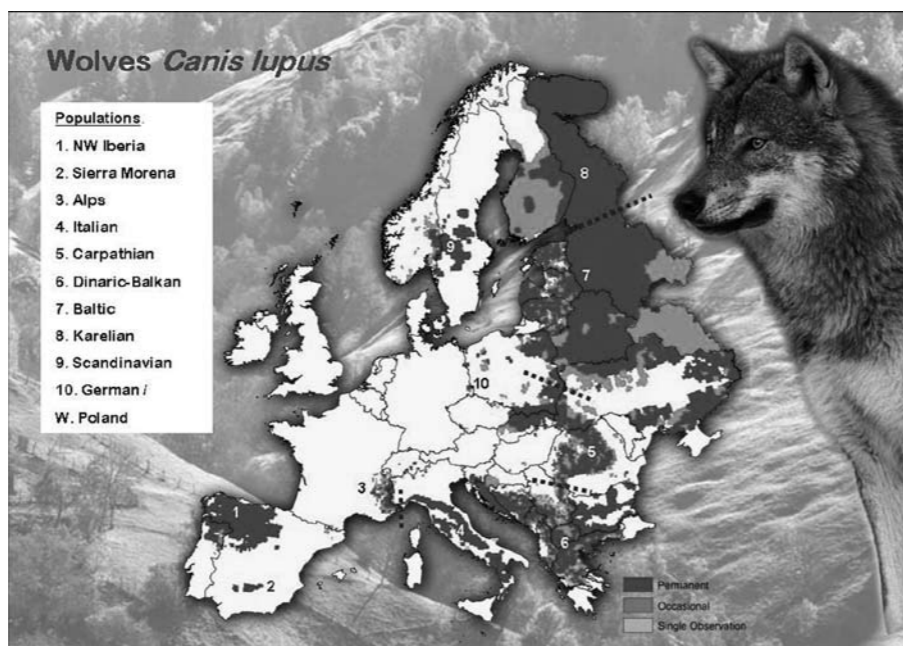 Wolves Canis lupus
Populations.
1. NW Iberia
2. Sierra Morena
3. Alps
4. Italian
5. Carpathian
6. Dinaric-Balkan
7. Baltic
8. Karelian
9. Scandinavian
10. German /
W. Poland
8
9
7
10
5
3
1
4
6
2
Permanent
Occasional
Single Observation